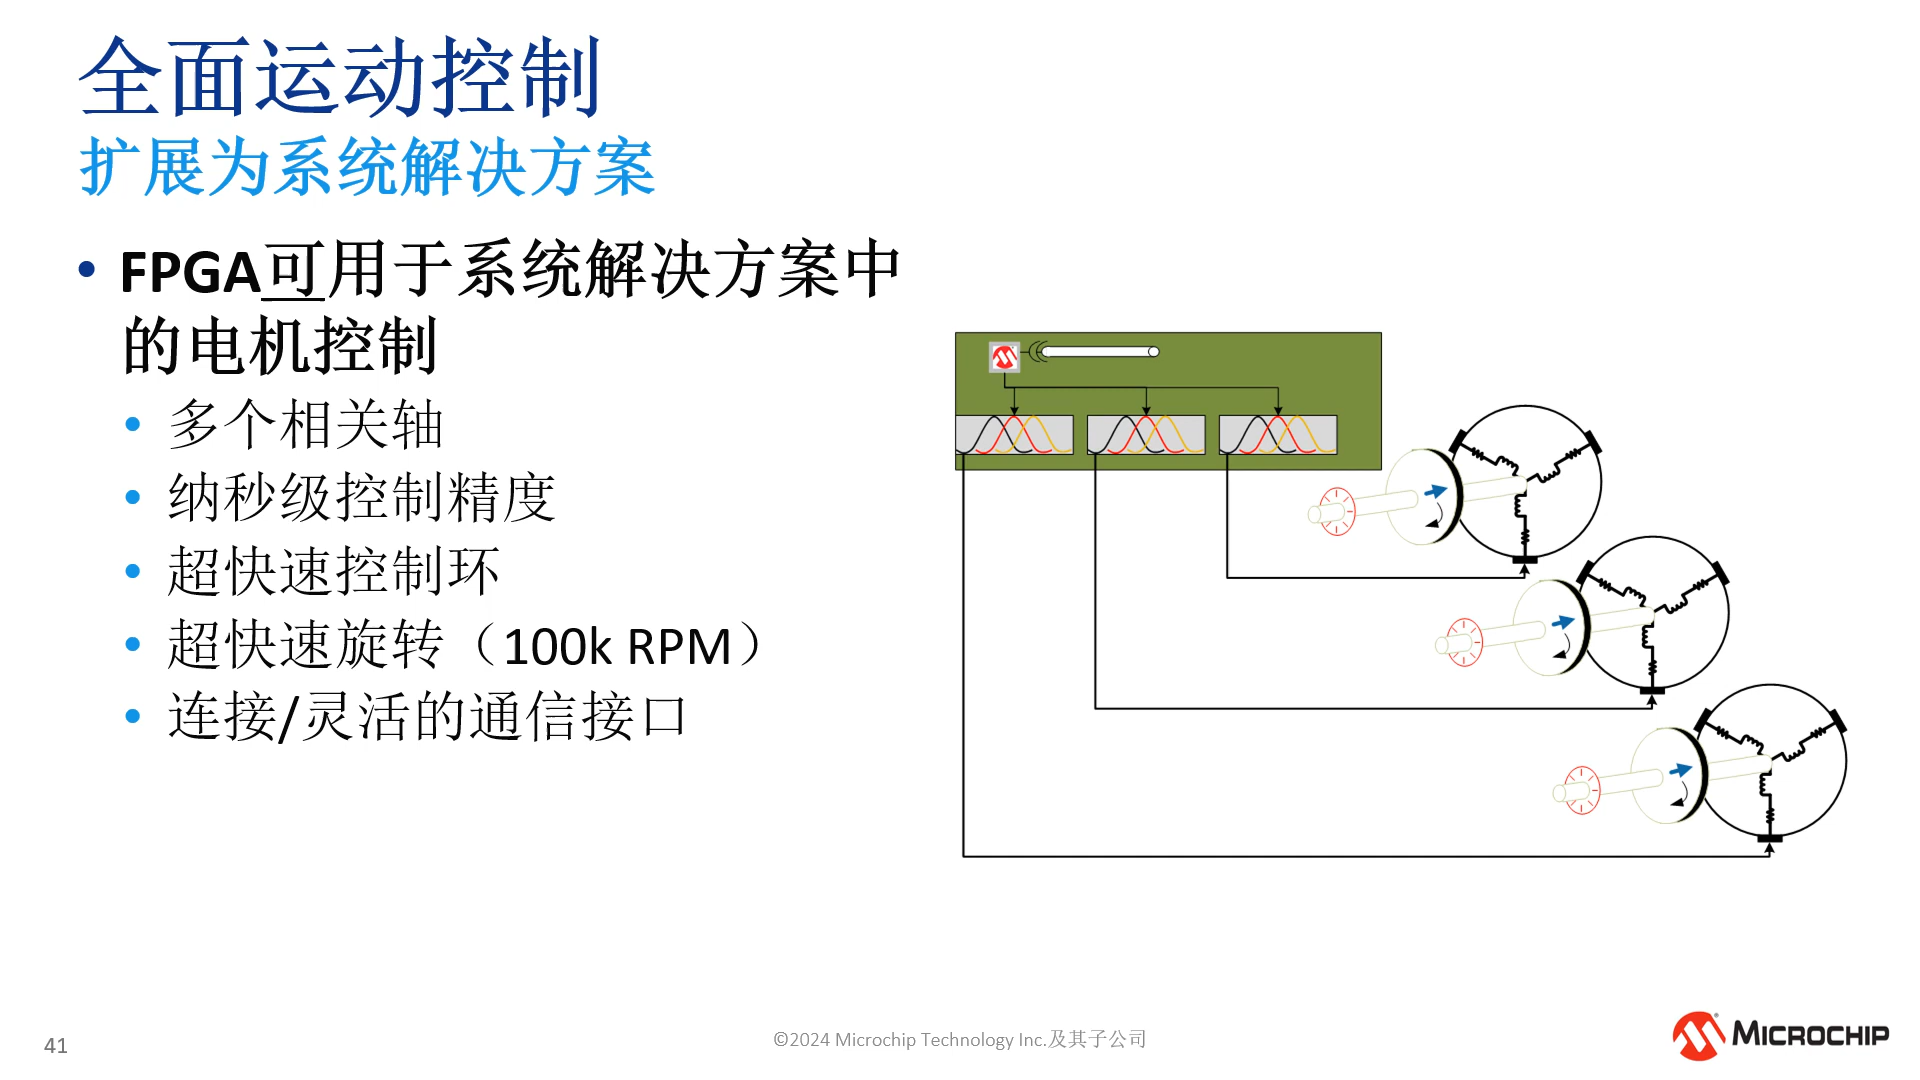 全面运动控制
扩展为系统解决方案
• FPGA可用于系统解决方案中
的电机控制
• 多个相关轴
• 纳秒级控制精度
• 超快速控制环
• 超快速旋转（100k RPM）
• 连接/灵活的通信接口
41
©2024 Microchip Technology Inc.及其子公司
MICROCHIP